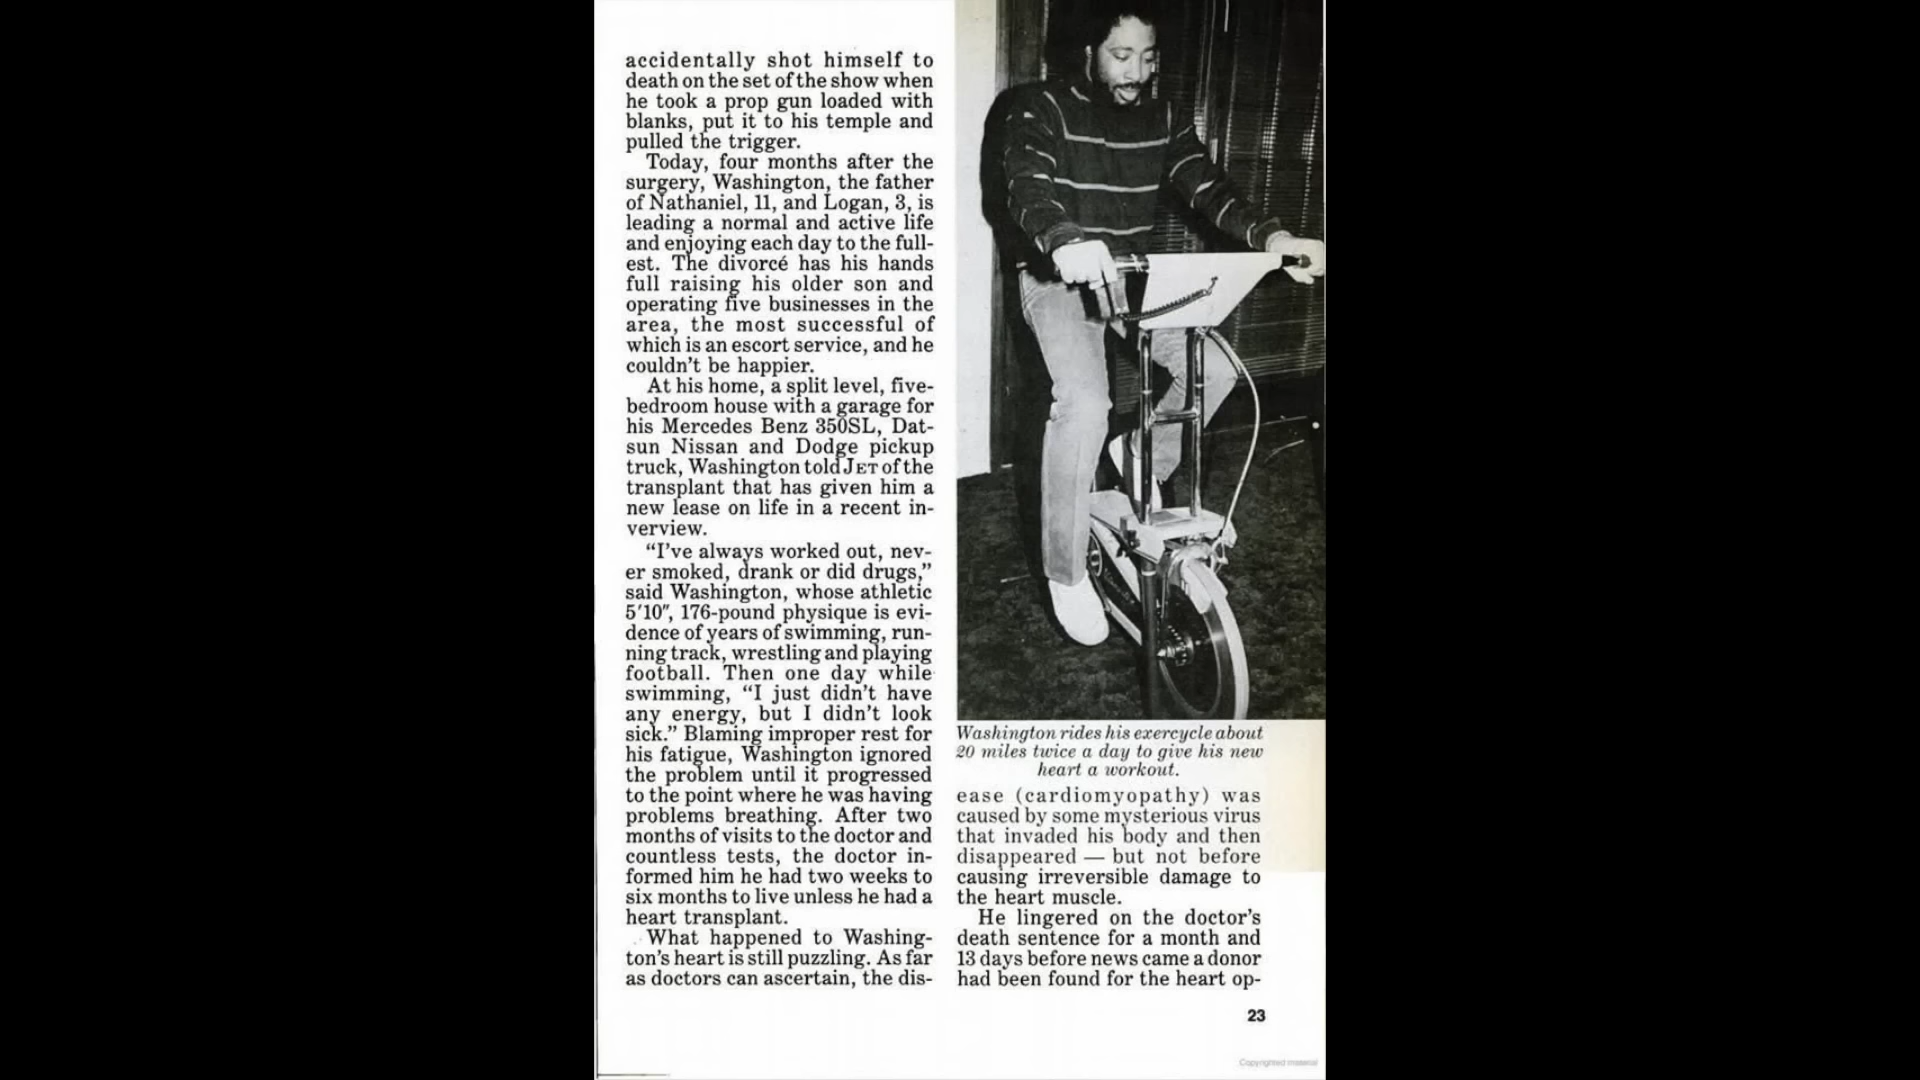 accidentally shot himself to
death on the set of the show when
he took a prop gun loaded with
blanks, put it to his temple and
pulled the trigger.
Today, four months after the
surgery, Washington, the father
of Nathaniel, 11, and Logan, 3, is
leading a normal and active life
and enjoying each day to the full-
est. The divorcé has his hands
full raising his older son and
operating five businesses in the
area, the most successful of
which is an escort service, and he
couldn't be happier.
At his home, a split level, five-
bedroom house with a garage for
his Mercedes Benz 350SL, Dat-
sun Nissan and Dodge pickup
truck, Washington told JET of the
transplant that has given him a
new lease on life in a recent in-
verview.
“I've always worked out, nev-
er smoked, drank or did drugs,”
said Washington, whose athletic
5'10", 176-pound physique is evi-
dence of years of swimming, run-
ning track, wrestling and playing
football. Then one day while
swimming, “I just didn't have
any energy, but I didn't look
sick.” Blaming improper rest for
his fatigue, Washington ignored
the problem until it progressed
to the point where he was having
problems breathing. After two
months of visits to the doctor and
countless tests, the doctor in-
formed him he had two weeks to
six months to live unless he had a
heart transplant.
What happened to Washing-
ton's heart is still puzzling. As far
as doctors can ascertain, the dis-
Washington rides his exercycle about
20 miles twice a day to give his new
heart a workout.
ease (cardiomyopathy) was
caused by some mysterious virus
that invaded his body and then
disappeared — but not before
causing irreversible damage to
the heart muscle.
He lingered on the doctor's
death sentence for a month and
13 days before news came a donor
had been found for the heart op-
23
Copyrighted material